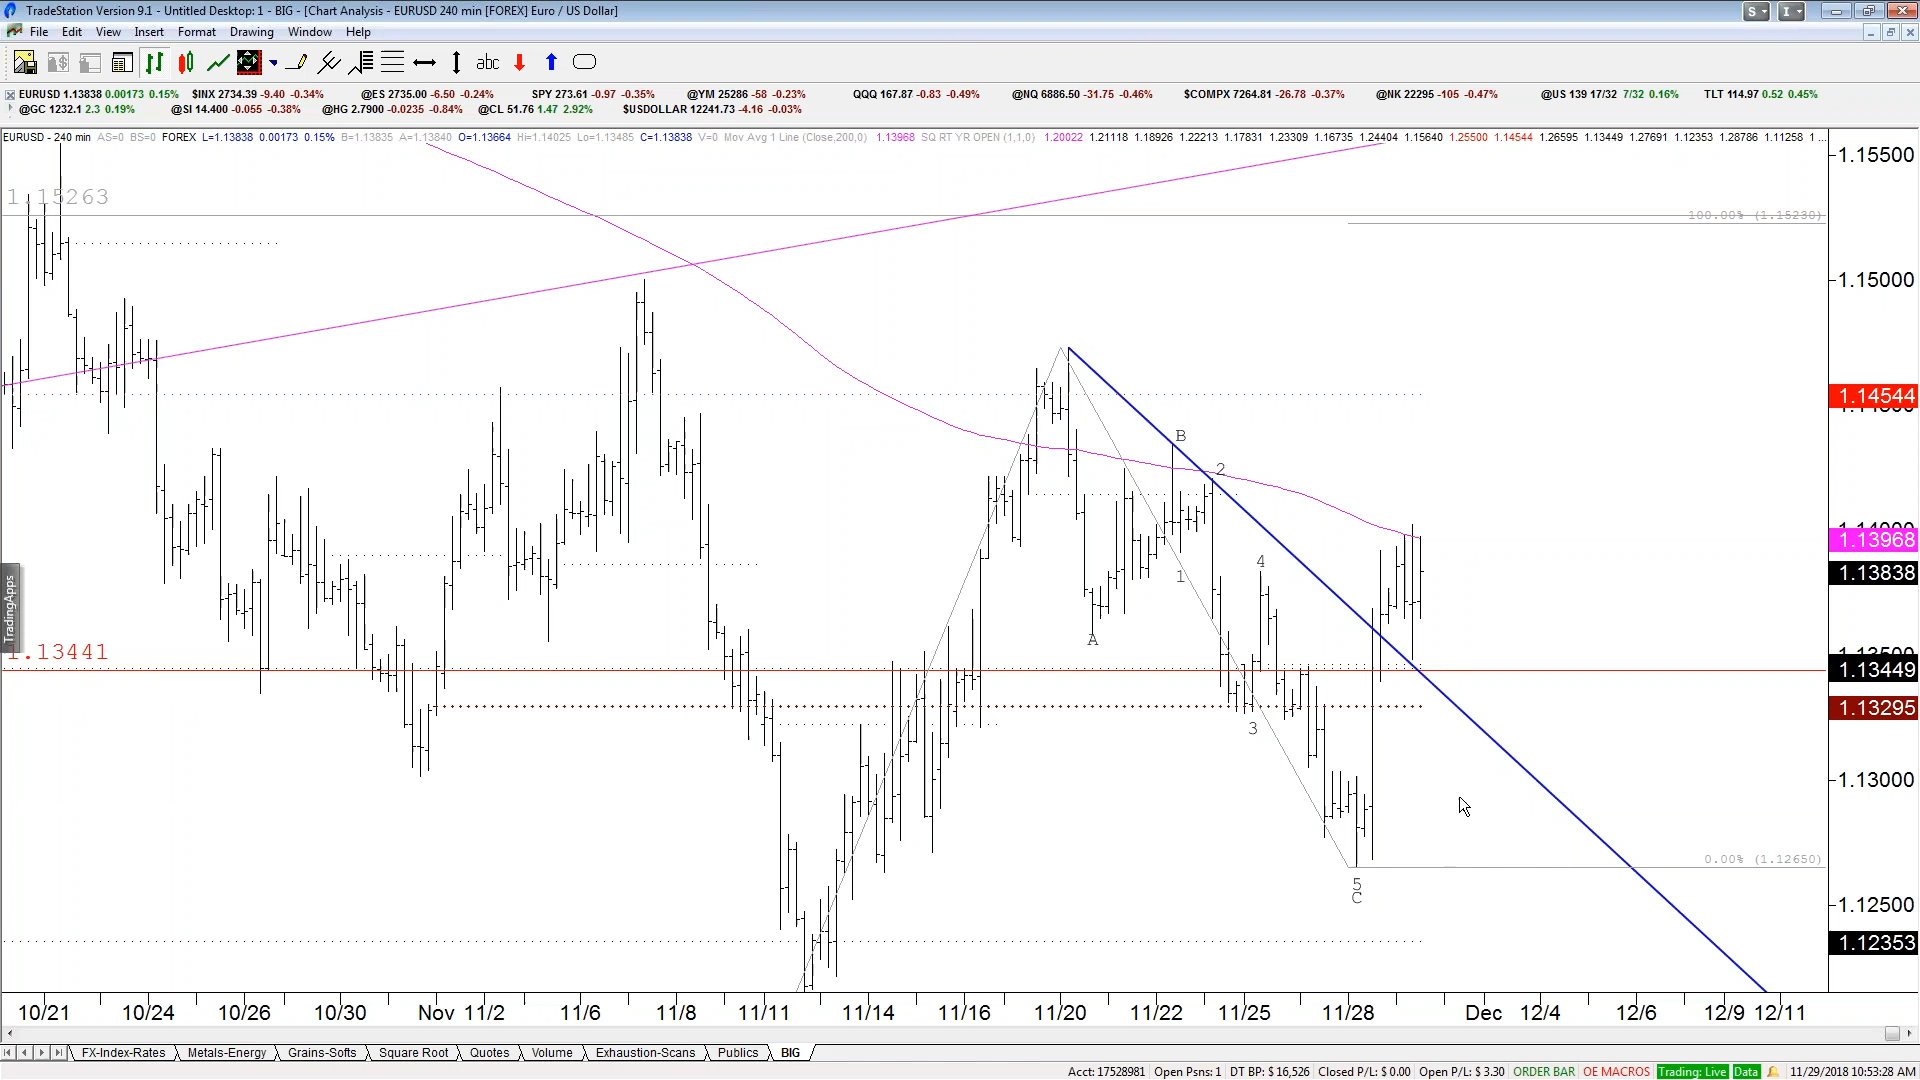 TradeStation Version 9.1 - Untitled Desktop: 1 - BIG - [Chart Analysis - EURUSD 240 min [FOREX] Euro / US Dollar]
S I
File Edit View Insert Format Drawing Window Help
abc
EURUSD 1.13838 0.00173 0.15% $INX 2734.39 -9.40 -0.34% @ES 2735.00 -6.50 -0.24% SPY 273.61 -0.97 -0.35% @YM 25286 -58 -0.23% QQQ 167.87 -0.83 -0.49% @NQ 6886.50 -31.75 -0.46% $COMPX 7264.81 -26.78 -0.37% @NK 22295 -105 -0.47% @US 139 17/32 7/32 0.16% TLT 114.97 0.52 0.45%
@GC 1232.1 2.3 0.19% @SI 14.400 -0.055 -0.38% @HG 2.7900 -0.0235 -0.84% @CL 51.76 1.47 2.92% $USDOLLAR 12241.73 -4.16 -0.03%
EURUSD - 240 min AS=0 BS=0 FOREX L=1.13838 0.00173 0.15% B=1.13835 A=1.13840 O=1.13664 Hi=1.14025 Lo=1.13485 C=1.13838 V=0 Mov Avg 1 Line (Close,200,0) 1.13968 SQ RT YR OPEN (1,1,0) 1.20022 1.21118 1.18926 1.22213 1.17831 1.23309 1.16735 1.24404 1.15640 1.25500 1.14544 1.26595 1.13449 1.27691 1.12353 1.28786 1.11258 1 ...
1.15500
1.15263
100.00% (1.15230)
1.15000
1.14544
B
2
1.13968
4
1.13838
1
TradingApps
A
1.13441
1.13449
1.13295
3
1.13000
0.00% (1.12650)
5
C
1.12500
1.12353
10/21 10/24 10/26 10/30 Nov 11/2 11/6 11/8 11/11 11/14 11/16 11/20 11/22 11/25 11/28 Dec 12/4 12/6 12/9 12/11
FX-Index-Rates Metals-Energy Grains-Softs Square Root Quotes Volume Exhaustion-Scans Publics BIG
Acct: 17528981 Open Psns: 1 DT BP: $ 16,526 Closed P/L: $ 0.00 Open P/L: $ 3.30 ORDER BAR OE MACROS Trading: Live Data 11/29/2018 10:53:28 AM